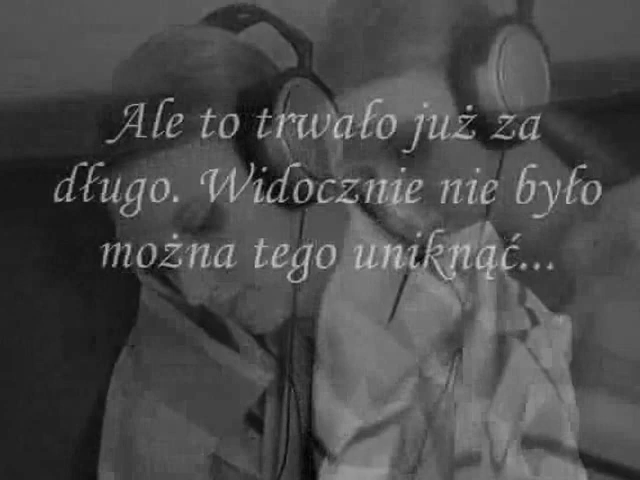 Ale to trwało już za
długo. Widocznie nie było
można tego uniknąć...